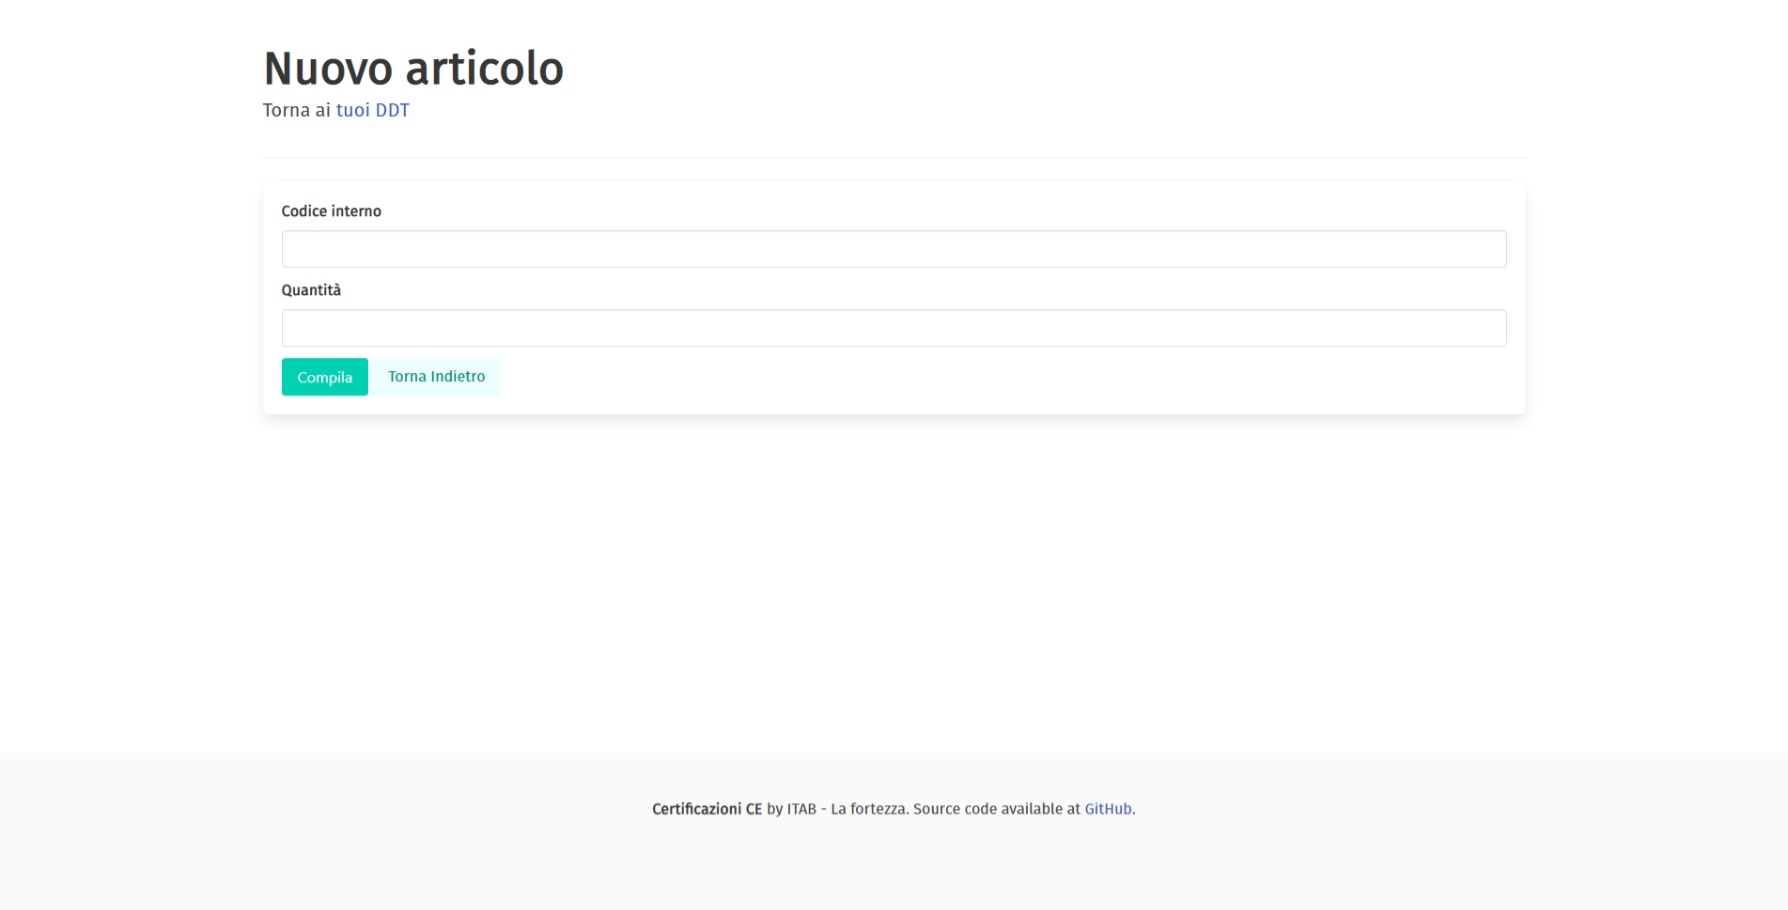 Nuovo articolo
Torna ai tuoi DDT
Codice interno
Quantità
Compila
Torna Indietro
Certificazioni CE by ITAB - La fortezza. Source code available at GitHub.